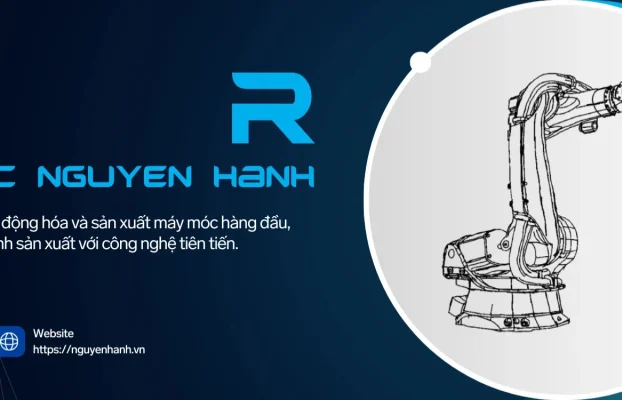 R
C NGUYEN HANH
động hóa và sản xuất máy móc hàng đầu,
nh sản xuất với công nghệ tiên tiến.
Website
https://nguyenhanh.vn